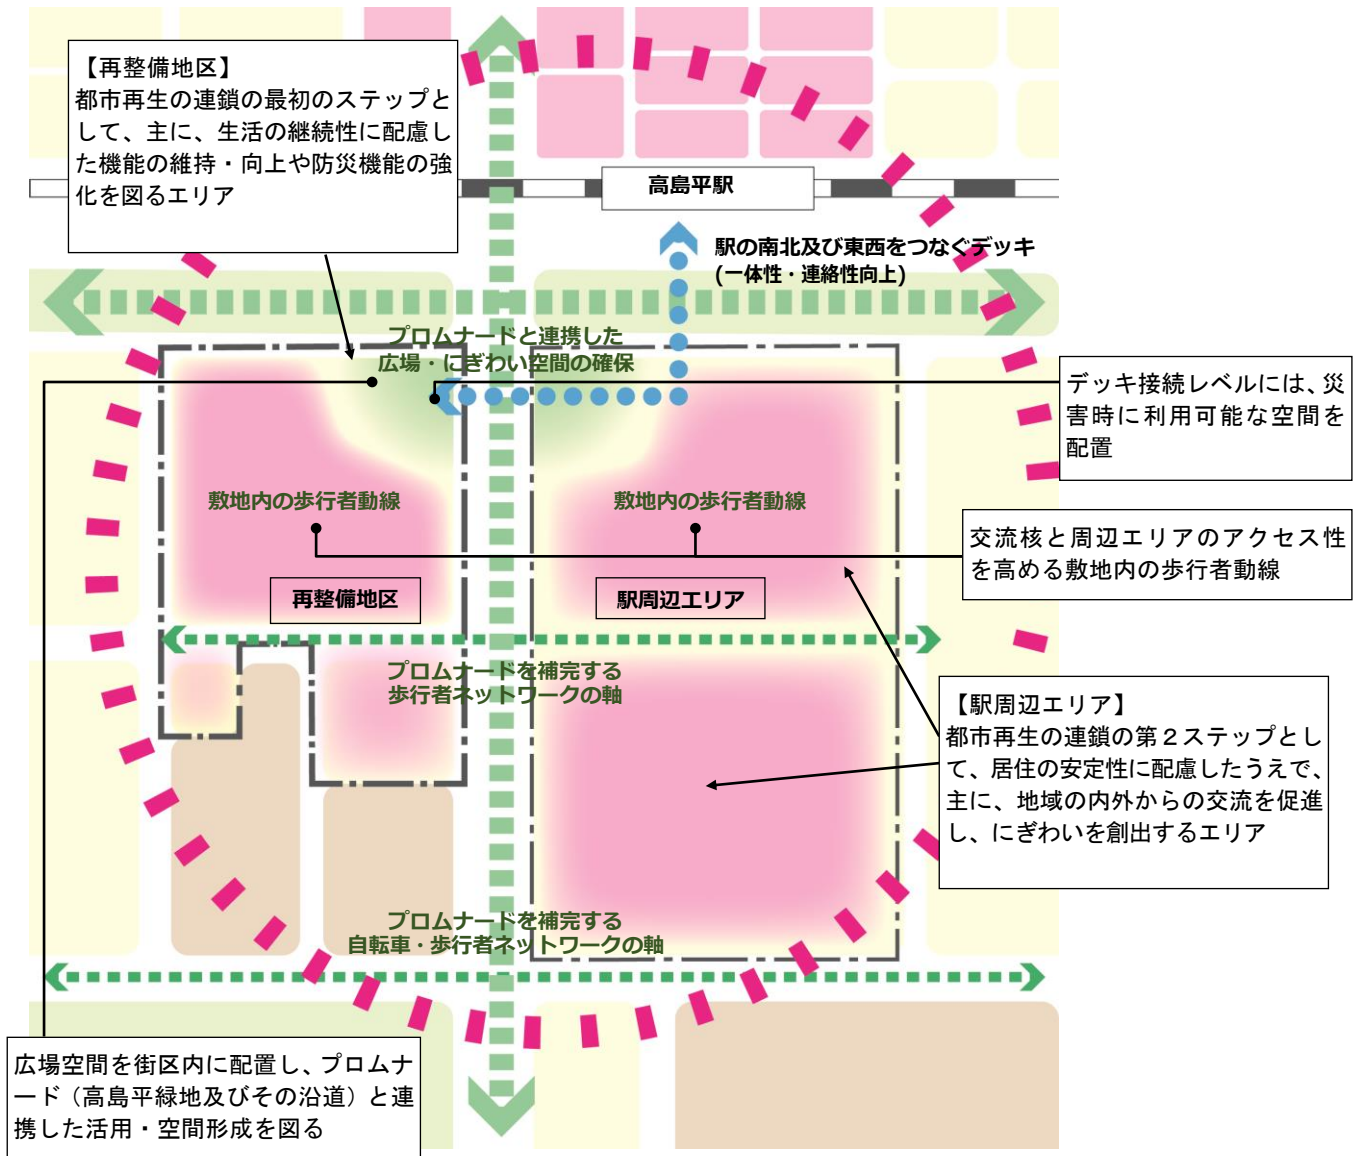 【再整備地区】
都市再生の連鎖の最初のステップと
して、主に、生活の継続性に配慮し
た機能の維持・向上や防災機能の強
化を図るエリア
高島平駅
駅の南北及び東西をつなぐデッキ
(一体性・連絡性向上)
プロムナードと連携した
広場・にぎわい空間の確保
デッキ接続レベルには、災
害時に利用可能な空間を
配置
敷地内の歩行者動線
敷地内の歩行者動線
交流核と周辺エリアのアクセス性
を高める敷地内の歩行者動線
再整備地区
駅周辺エリア
プロムナードを補完する
歩行者ネットワークの軸
【駅周辺エリア】
都市再生の連鎖の第２ステップとし
て、居住の安定性に配慮したうえで、
主に、地域の内外からの交流を促進
し、にぎわいを創出するエリア
プロムナードを補完する
自転車・歩行者ネットワークの軸
広場空間を街区内に配置し、プロムナ
ード（高島平緑地及びその沿道）と連
携した活用・空間形成を図る